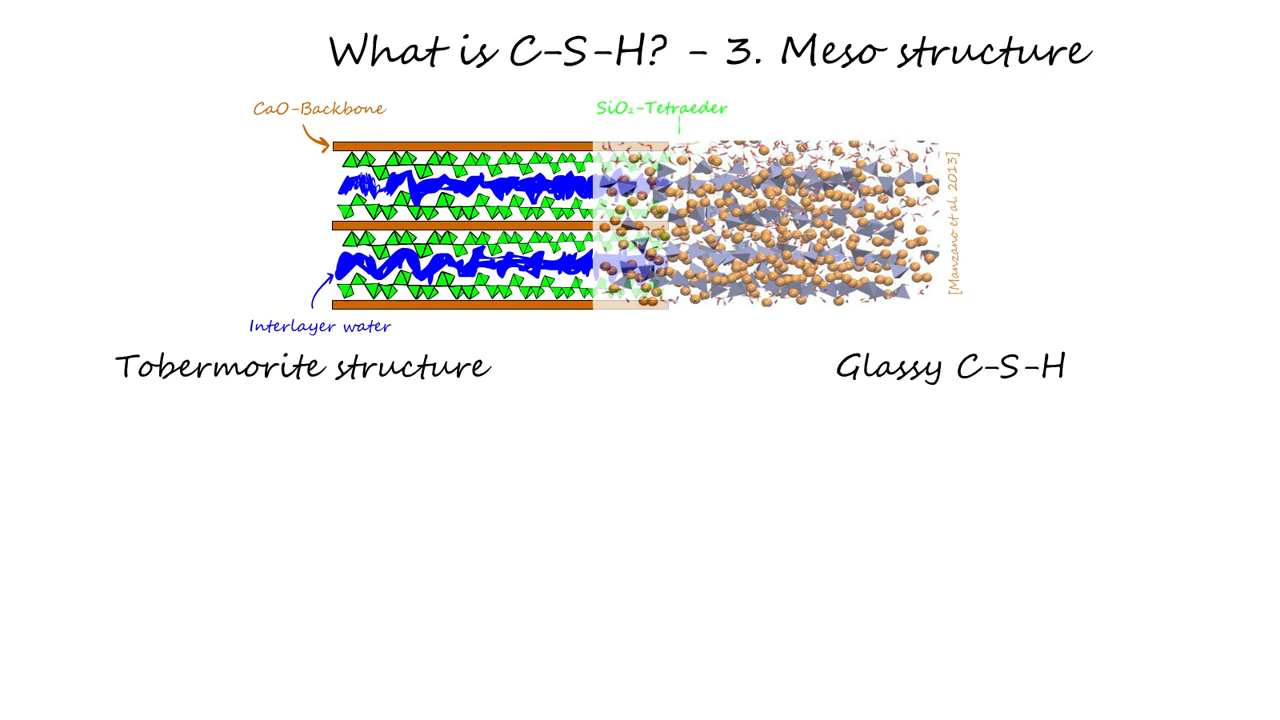 What is C-S-H? - 3. Meso structure
CaO-Backbone
SiO₂-Tetraeder
[Manzano et al. 2013]
Interlayer water
Tobermorite structure
Glassy C-S-H